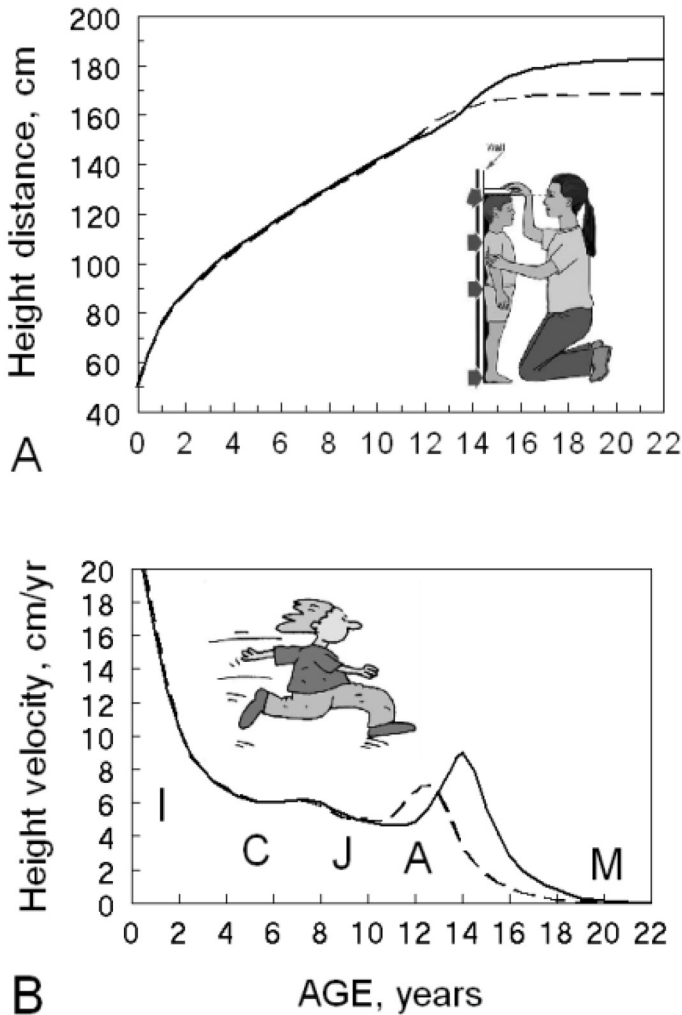 Height distance, cm
200
180
160
140
120
100
80
60
40
Wall
0 2 4 6 8 10 12 14 16 18 20 22
A
Height velocity, cm/yr
20
18
16
14
12
10
8
6
4
2
0
I
C
J
A
M
0 2 4 6 8 10 12 14 16 18 20 22
B
AGE, years